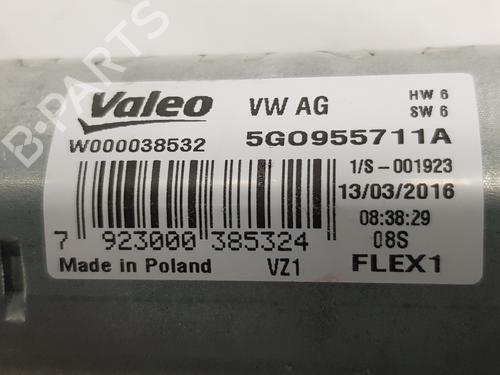 B-PARTS
Valeo VW AG HW 6
SW 6
W000038532 5G0955711A
1/S-001923
13/03/2016
08:38:29
7 923000 385324 08S
Made in Poland VZ1 FLEX1